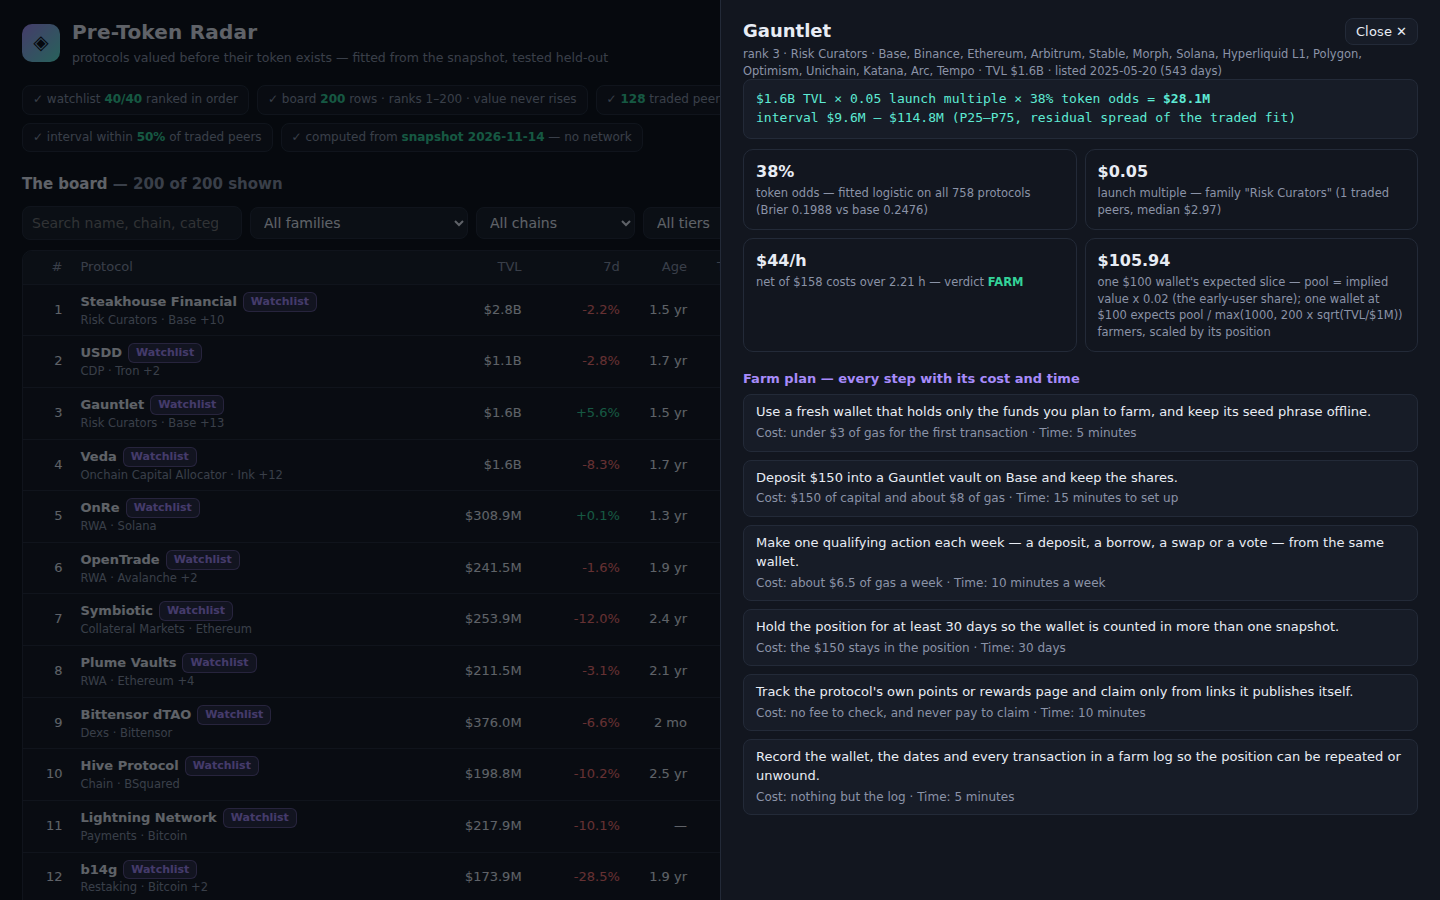 Pre-Token Radar
protocols valued before their token exists — fitted from the snapshot, tested held-out
✓ watchlist 40/40 ranked in order
✓ board 200 rows · ranks 1–200 · value never rises
✓ 128 traded peer
✓ interval within 50% of traded peers
✓ computed from snapshot 2026-11-14 — no network
The board — 200 of 200 shown
Search name, chain, categ
All families
All chains
All tiers
# Protocol TVL 7d Age
1 Steakhouse Financial Watchlist $2.8B -2.2% 1.5 yr
Risk Curators · Base +10
2 USDD Watchlist $1.1B -2.8% 1.7 yr
CDP · Tron +2
3 Gauntlet Watchlist $1.6B +5.6% 1.5 yr
Risk Curators · Base +13
4 Veda Watchlist $1.6B -8.3% 1.7 yr
Onchain Capital Allocator · Ink +12
5 OnRe Watchlist $308.9M +0.1% 1.3 yr
RWA · Solana
6 OpenTrade Watchlist $241.5M -1.6% 1.9 yr
RWA · Avalanche +2
7 Symbiotic Watchlist $253.9M -12.0% 2.4 yr
Collateral Markets · Ethereum
8 Plume Vaults Watchlist $211.5M -3.1% 2.1 yr
RWA · Ethereum +4
9 Bittensor dTAO Watchlist $376.0M -6.6% 2 mo
Dexs · Bittensor
10 Hive Protocol Watchlist $198.8M -10.2% 2.5 yr
Chain · BSquared
11 Lightning Network Watchlist $217.9M -10.1% —
Payments · Bitcoin
12 b14g Watchlist $173.9M -28.5% 1.9 yr
Restaking · Bitcoin +2
Gauntlet
Close ✕
rank 3 · Risk Curators · Base, Binance, Ethereum, Arbitrum, Stable, Morph, Solana, Hyperliquid L1, Polygon,
Optimism, Unichain, Katana, Arc, Tempo · TVL $1.6B · listed 2025-05-20 (543 days)
$1.6B TVL × 0.05 launch multiple × 38% token odds = $28.1M
interval $9.6M — $114.8M (P25–P75, residual spread of the traded fit)
38%
token odds — fitted logistic on all 758 protocols
(Brier 0.1988 vs base 0.2476)
$0.05
launch multiple — family "Risk Curators" (1 traded
peers, median $2.97)
$44/h
net of $158 costs over 2.21 h — verdict FARM
$105.94
one $100 wallet's expected slice — pool = implied
value x 0.02 (the early-user share); one wallet at
$100 expects pool / max(1000, 200 x sqrt(TVL/$1M))
farmers, scaled by its position
Farm plan — every step with its cost and time
Use a fresh wallet that holds only the funds you plan to farm, and keep its seed phrase offline.
Cost: under $3 of gas for the first transaction · Time: 5 minutes
Deposit $150 into a Gauntlet vault on Base and keep the shares.
Cost: $150 of capital and about $8 of gas · Time: 15 minutes to set up
Make one qualifying action each week — a deposit, a borrow, a swap or a vote — from the same
wallet.
Cost: about $6.5 of gas a week · Time: 10 minutes a week
Hold the position for at least 30 days so the wallet is counted in more than one snapshot.
Cost: the $150 stays in the position · Time: 30 days
Track the protocol's own points or rewards page and claim only from links it publishes itself.
Cost: no fee to check, and never pay to claim · Time: 10 minutes
Record the wallet, the dates and every transaction in a farm log so the position can be repeated or
unwound.
Cost: nothing but the log · Time: 5 minutes